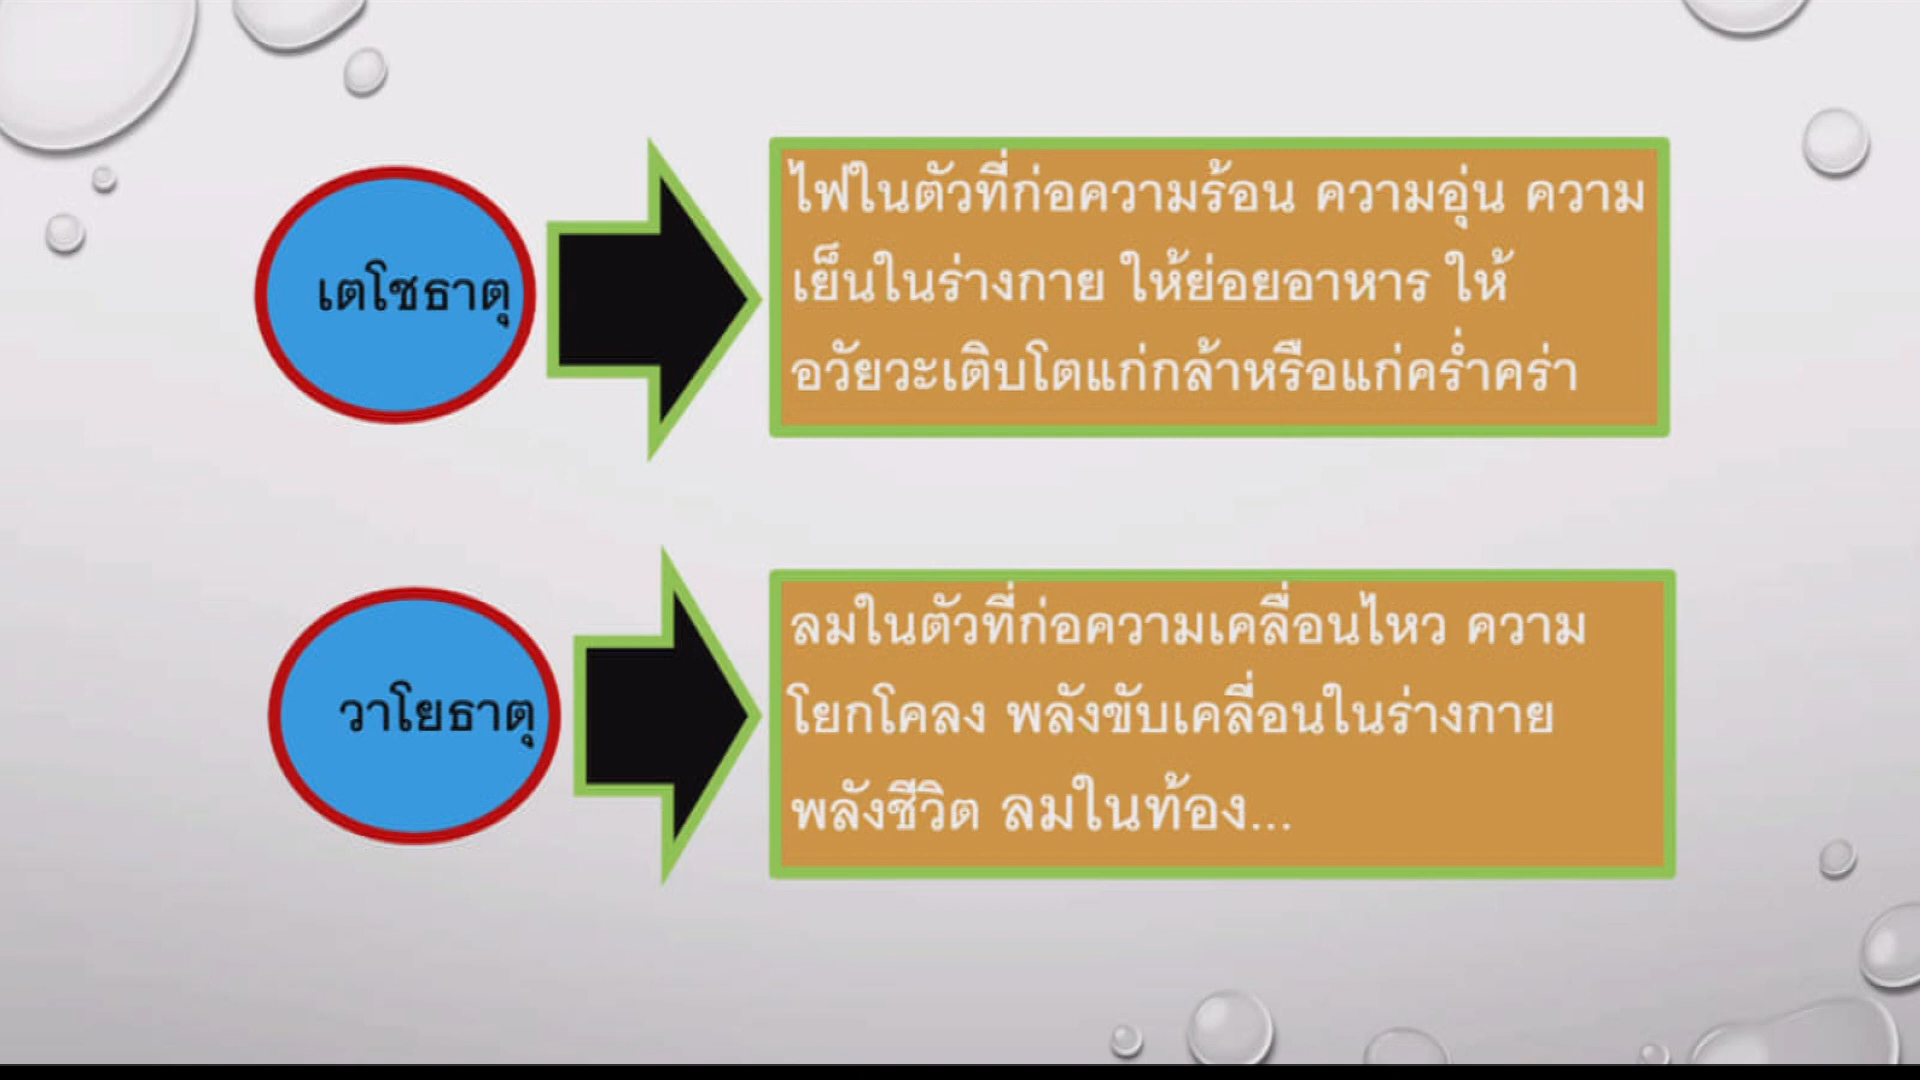 เตโชธาตุ
ไฟในตัวที่ก่อความร้อน ความอุ่น ความ
เย็นในร่างกาย ให้ย่อยอาหาร ให้
อวัยวะเติบโตแก่กล้าหรือแก่คร่ำคร่า
วาโยธาตุ
ลมในตัวที่ก่อความเคลื่อนไหว ความ
โยกโคลง พลังขับเคลื่อนในร่างกาย
พลังชีวิต ลมในท้อง...